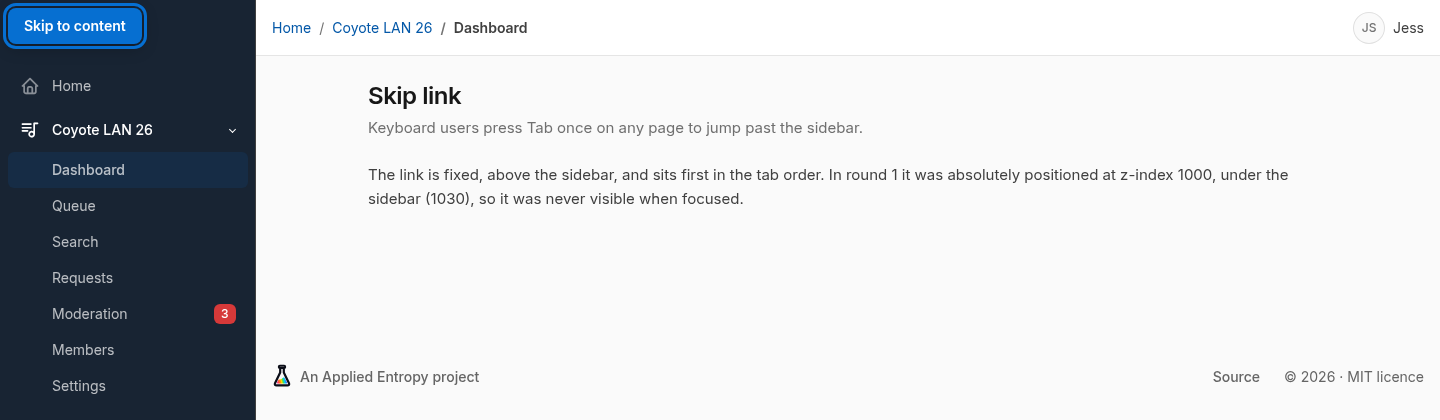 Skip to content
Home
Coyote LAN 26
Dashboard
Queue
Search
Requests
Moderation 3
Members
Settings
Home / Coyote LAN 26 / Dashboard
JS Jess
Skip link
Keyboard users press Tab once on any page to jump past the sidebar.
The link is fixed, above the sidebar, and sits first in the tab order. In round 1 it was absolutely positioned at z-index 1000, under the
sidebar (1030), so it was never visible when focused.
An Applied Entropy project
Source © 2026 · MIT licence